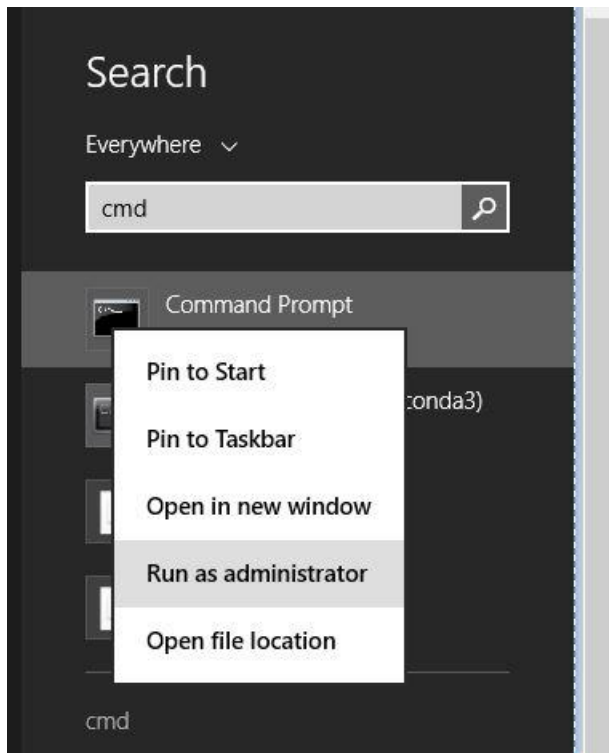 Search
Everywhere
cmd
Command Prompt
Pin to Start
conda3)
Pin to Taskbar
Open in new window
Run as administrator
Open file location
cmd